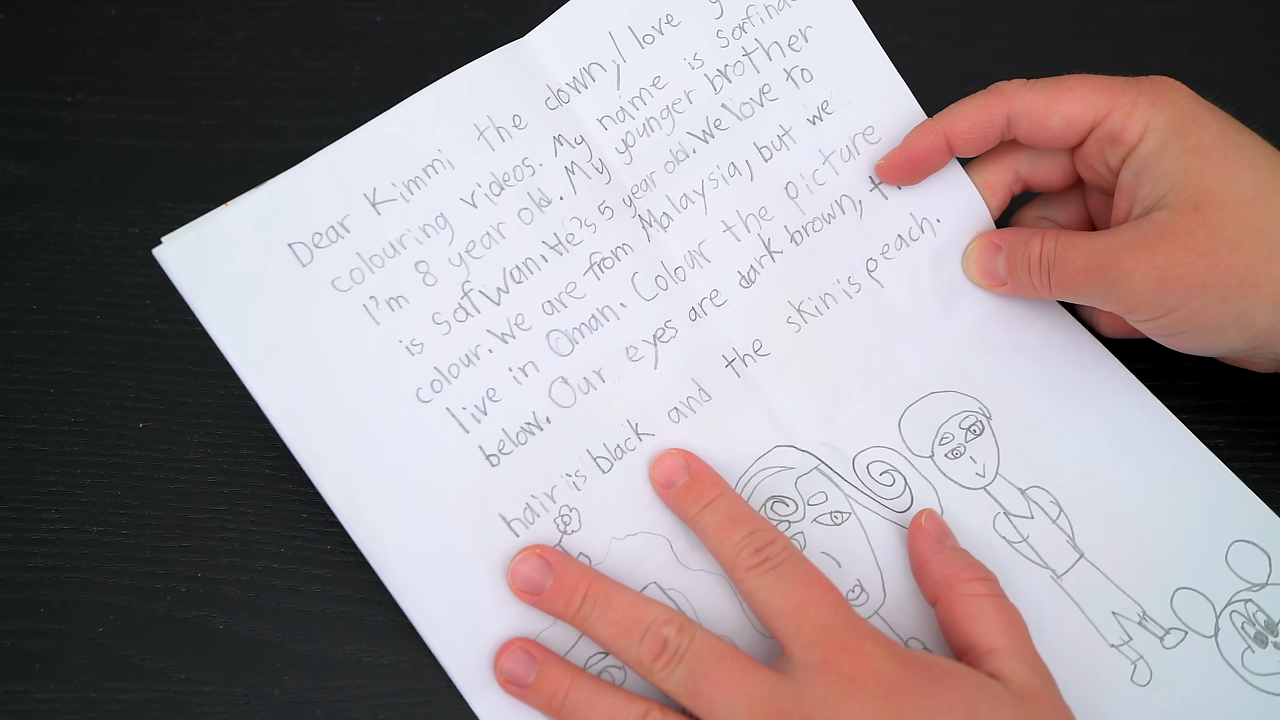 Dear Kimmi the clown, I love
colouring videos. My name is
I'm 8 year old. My younger brother
is safwan. He's 5 year old. We love to
colour. We are from Malaysia, but we
live in Oman. Colour the picture
below. Our eyes are dark brown,
hair is black and the skin is peach.